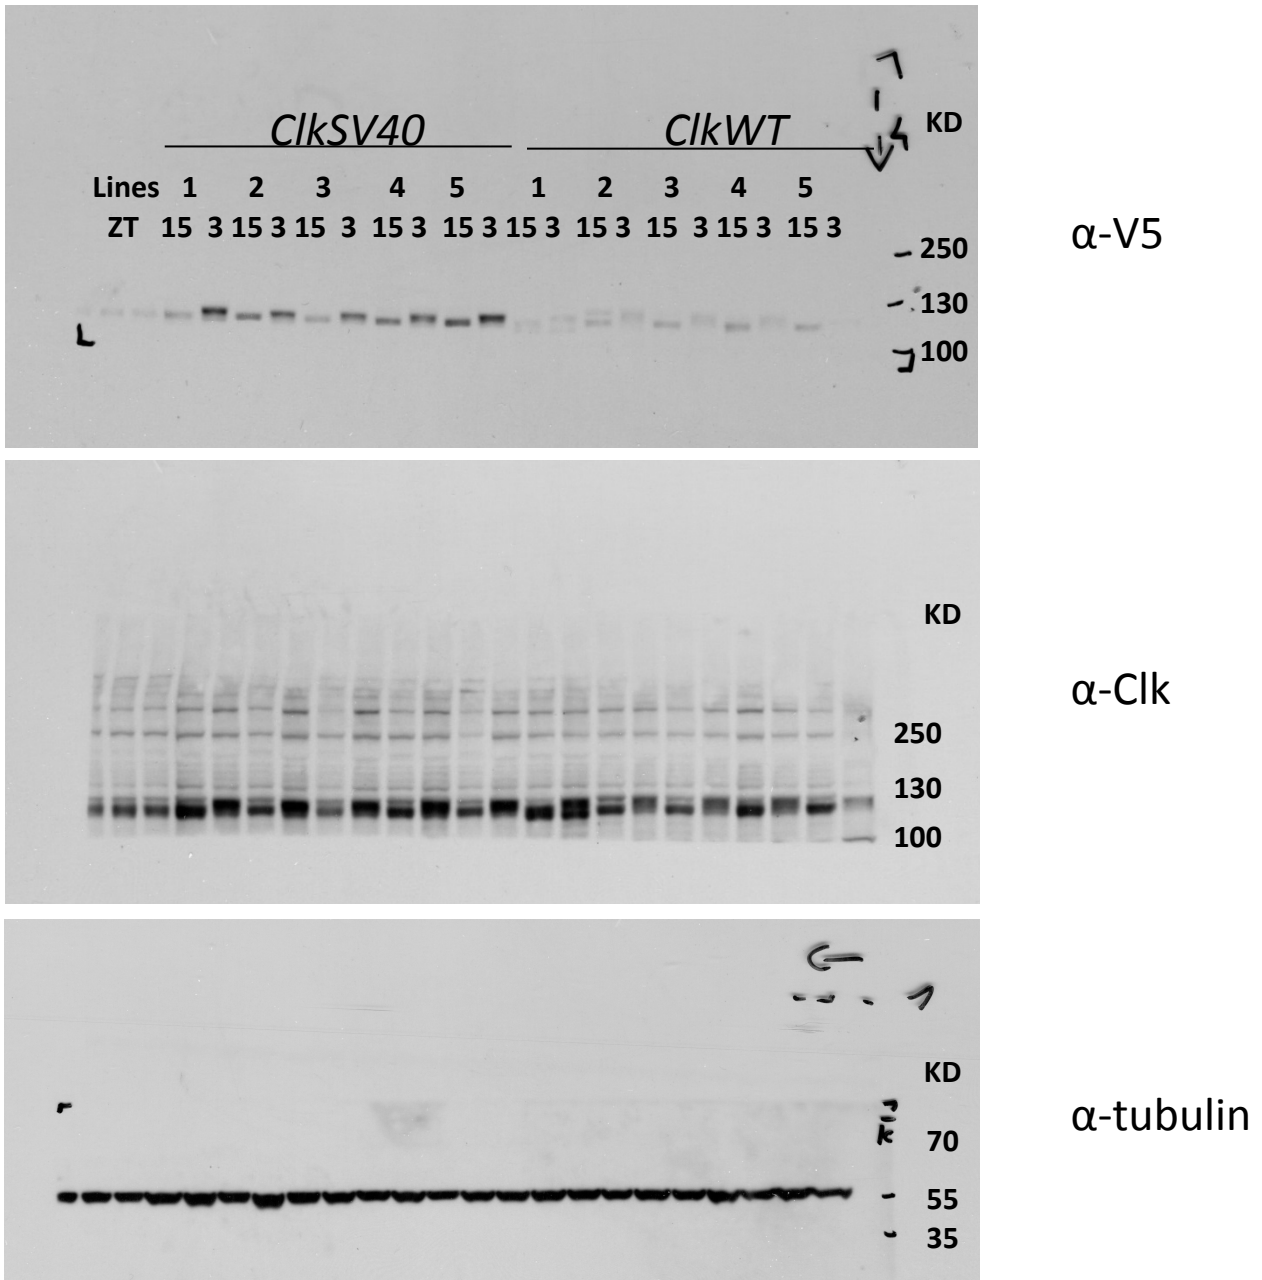 ClkSV40 ClkWT KD
Lines 1 2 3 4 5 1 2 3 4 5
ZT 15 3 15 3 15 3 15 3 15 3 15 3 15 3 15 3 15 3 15 3
250
130
100
α-V5
KD
250
130
100
α-Clk
KD
70
55
35
α-tubulin